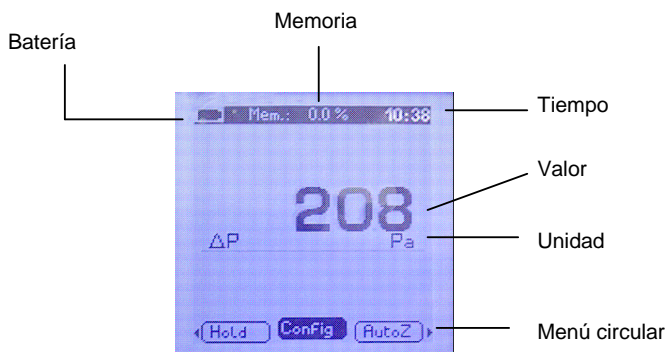 Memoria
Batería
Tiempo
Mem.: 0.0 % 10:38
Valor
208
ΔP Pa
Unidad
Hold Config AutoZ
Menú circular